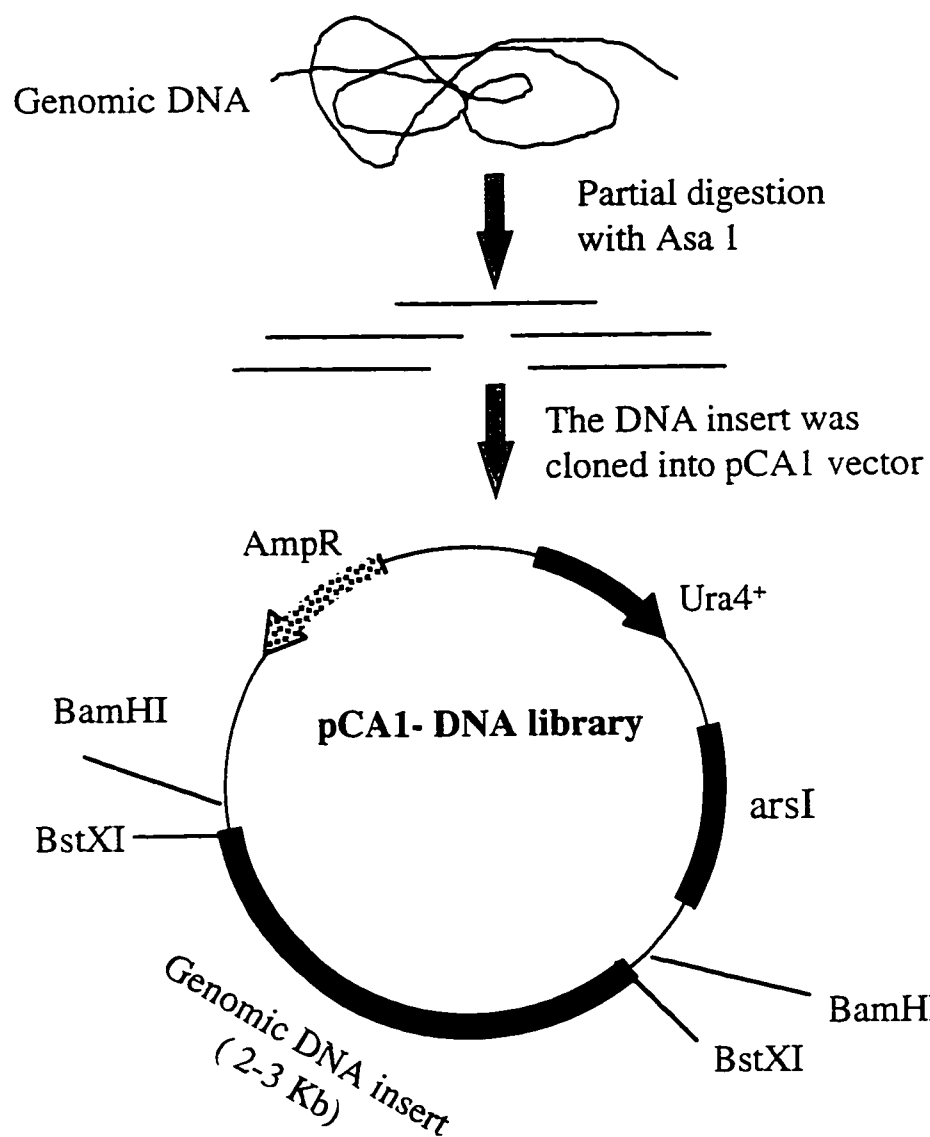 Genomic DNA
Partial digestion
with Asa 1
The DNA insert was
cloned into pCA1 vector
AmpR
Ura4⁺
BamHI
pCA1- DNA library
arsI
BstXI
BamHI
BstXI
Genomic DNA insert
( 2-3 Kb)